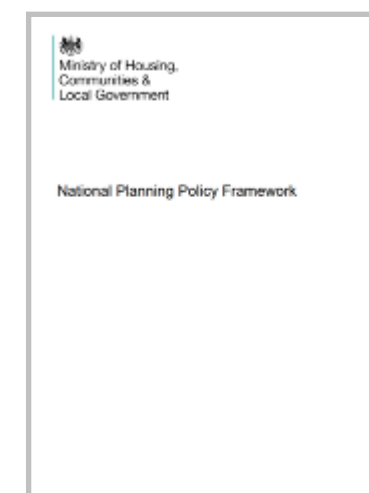 Ministry of Housing,
Communities &
Local Government
National Planning Policy Framework